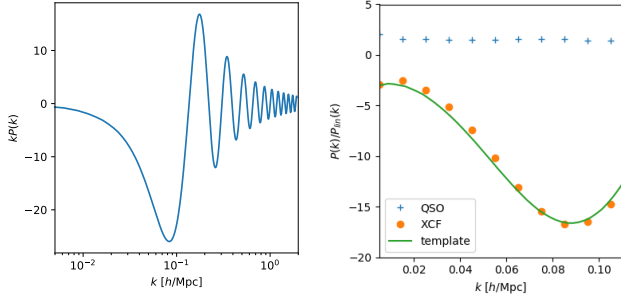 10
0
−10
−20
kP(k)
10⁻²
10⁻¹
10⁰
k [h/Mpc]
5
0
−5
−10
−15
−20
P(k)/P_lin(k)
QSO
XCF
template
0.02
0.04
0.06
0.08
0.10
k [h/Mpc]